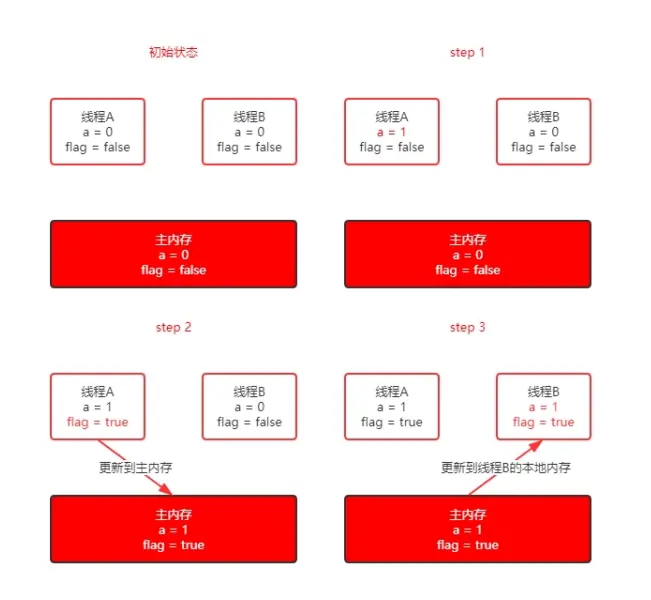 初始状态
线程A
a = 0
flag = false
线程B
a = 0
flag = false
主内存
a = 0
flag = false
step 1
线程A
a = 1
flag = false
线程B
a = 0
flag = false
主内存
a = 0
flag = false
step 2
线程A
a = 1
flag = true
线程B
a = 0
flag = false
更新到主内存
主内存
a = 1
flag = true
step 3
线程A
a = 1
flag = true
线程B
a = 1
flag = true
更新到线程B的本地内存
主内存
a = 1
flag = true